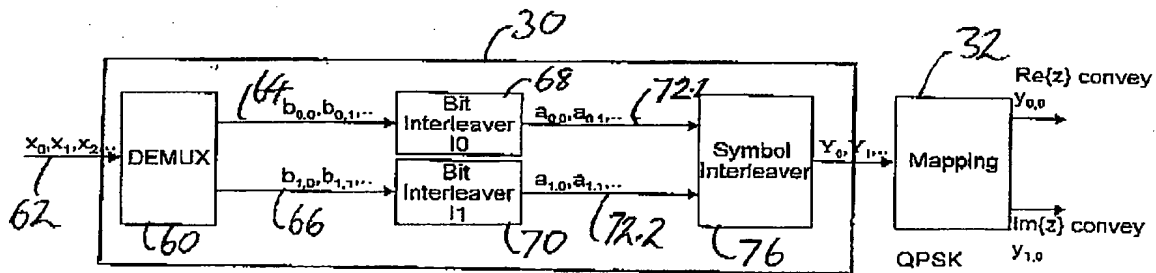 30
32
64
68
72.1
Re{z} convey
y0,0
b0,0, b0,1,...
Bit
Interleaver
I0
a0,0, a0,1,...
x0, x1, x2,...
DEMUX
Symbol
Interleaver
Y0, Y1,...
Mapping
b1,0, b1,1,...
Bit
Interleaver
I1
a1,0, a1,1,...
62
60
66
70
72.2
76
QPSK
Im{z} convey
y1,0